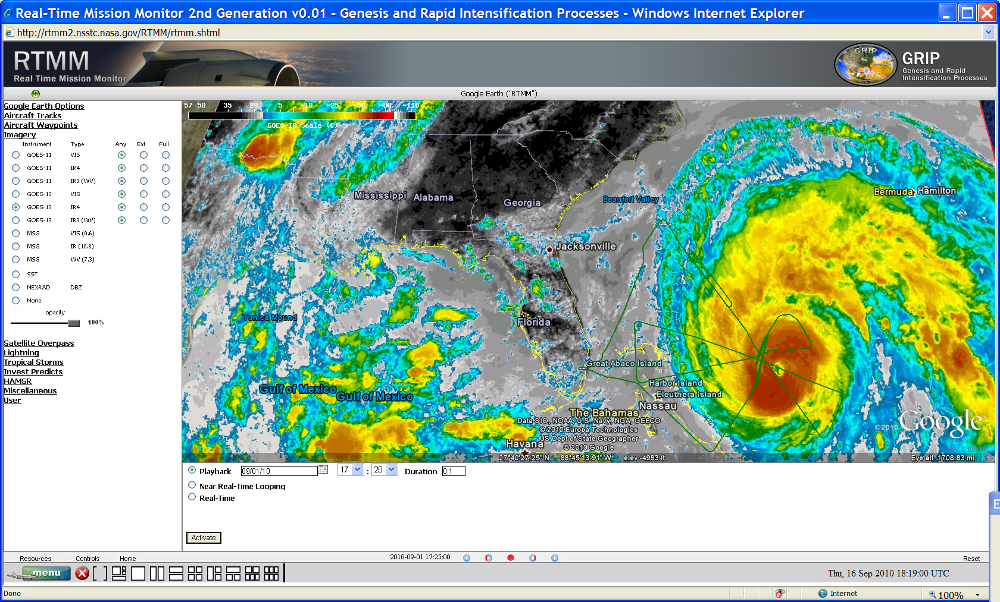 Real-Time Mission Monitor 2nd Generation v0.01 - Genesis and Rapid Intensification Processes - Windows Internet Explorer
http://rtmm2.nsstc.nasa.gov/RTMM/rtmm.shtml
RTMM
Real Time Mission Monitor
GRIP
GRIP
Genesis and Rapid
Intensification Processes
Google Earth ("RTMM")
Google Earth Options
Aircraft Tracks
Aircraft Waypoints
Imagery
Instrument Type Any Ext Full
GOES-11 VIS
GOES-11 IR4
GOES-11 IR3 (WV)
GOES-13 VIS
GOES-13 IR4
GOES-13 IR3 (WV)
MSG VIS (0.6)
MSG IR (10.8)
MSG WV (7.3)
SST
NEXRAD DBZ
None
opacity
100%
Satellite Overpass
Lightning
Tropical Storms
Invest Predicts
HAMSR
Miscellaneous
User
57 50 35 20 5 -10 -25 -50 -80 -110
GOES IR Scale (C)
Mississippi
Alabama
Georgia
Beaufort Valley
Bermuda
Hamilton
Jacksonville
Tunica Mound
Florida
Great Abaco Island
Harbor Island
Eleuthera Island
Gulf of Mexico
Gulf of Mexico
Nassau
The Bahamas
Data SIO, NOAA, U.S. Navy, NGA, GEBCO
© 2010 Europa Technologies
US Dept of State Geographer
© 2010 Google
Havana
©2010 Google
27°40'27.25" N 88°45'13.91" W elev -4983 ft
Eye alt 1708.83 mi
Playback 09/01/10 17 : 20 Duration 0.1
Near Real-Time Looping
Real-Time
Activate
Resources Controls Home
2010-09-01 17:25:00
Reset
menu
Thu, 16 Sep 2010 18:19:00 UTC
Done
Internet
100%
E